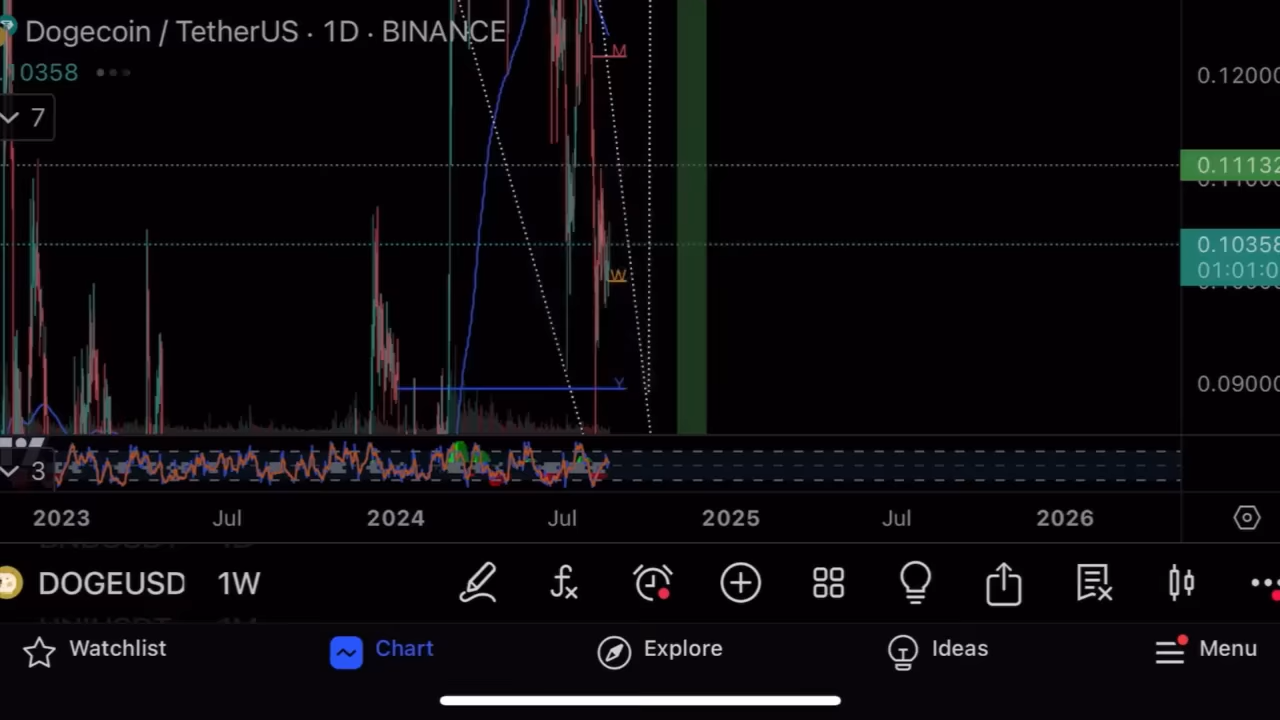 Dogecoin / TetherUS · 1D · BINANCE
.10358
7
M
0.12000
0.11132
0.10358
01:01:0
W
Y
0.09000
3
2023 Jul 2024 Jul 2025 Jul 2026
DOGEUSD 1W
Watchlist Chart Explore Ideas Menu